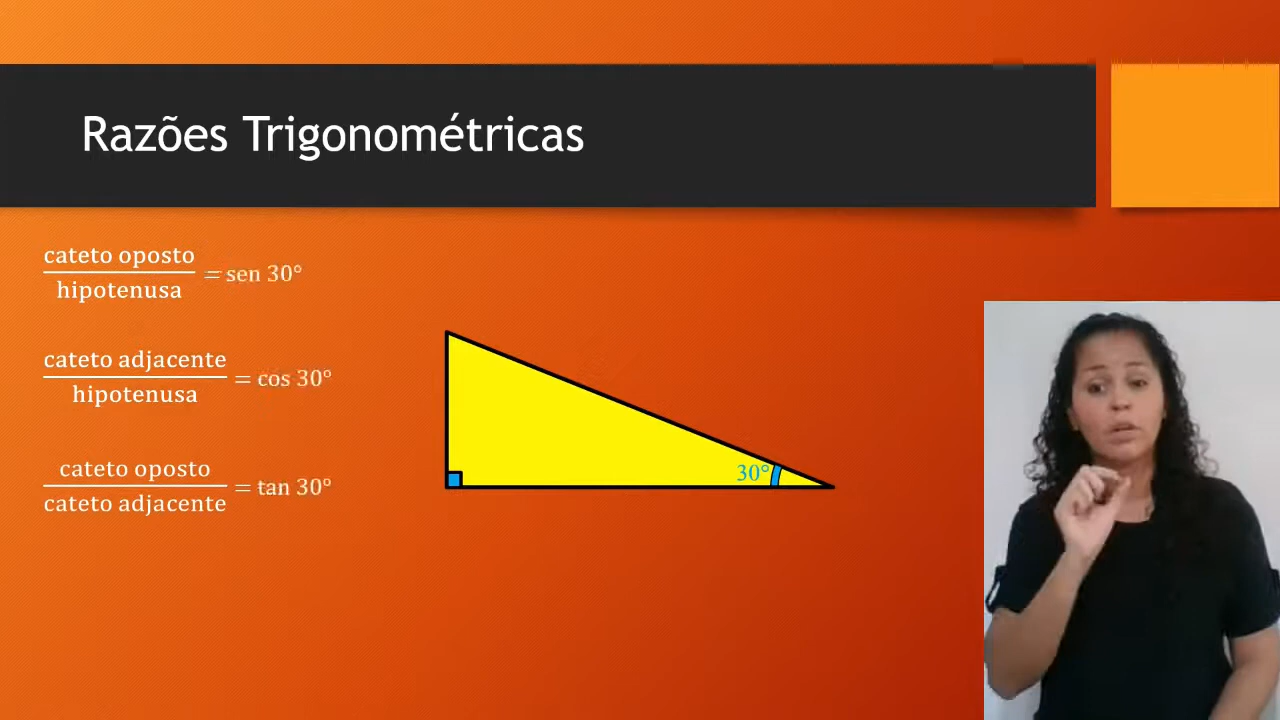 Razões Trigonométricas
cateto oposto
hipotenusa
= sen 30°
cateto adjacente
hipotenusa
= cos 30°
cateto oposto
cateto adjacente
= tan 30°
30°